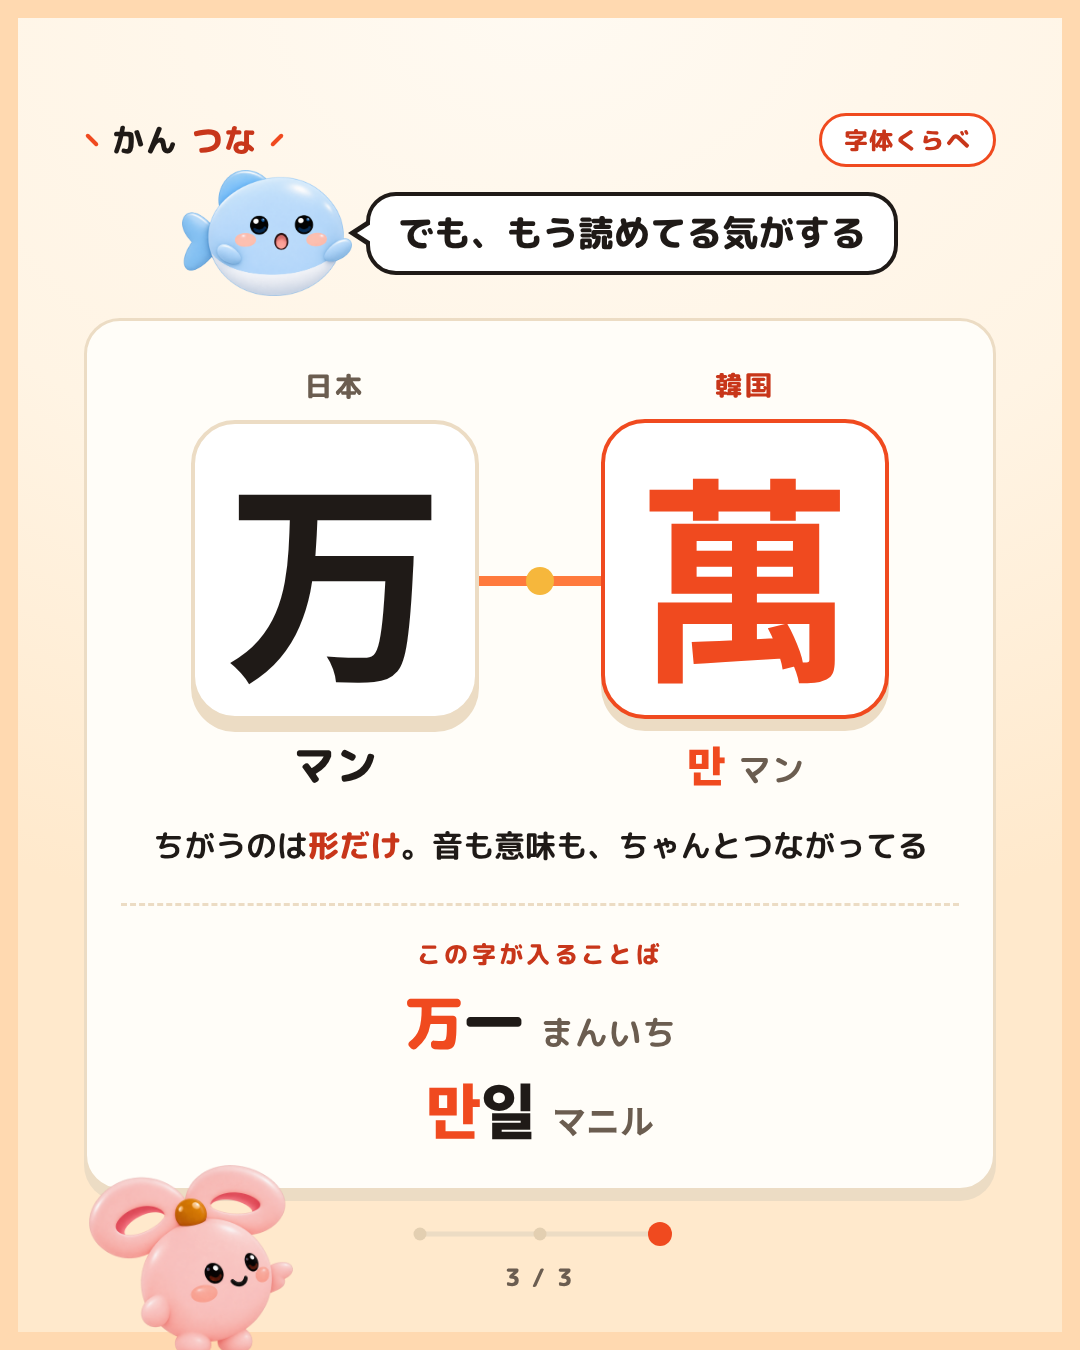 かん つな
字体くらべ
でも、もう読めてる気がする
日本
韓国
万
萬
マン
만 マン
ちがうのは形だけ。音も意味も、ちゃんとつながってる
この字が入ることば
万一 まんいち
만일 マニル
3 / 3